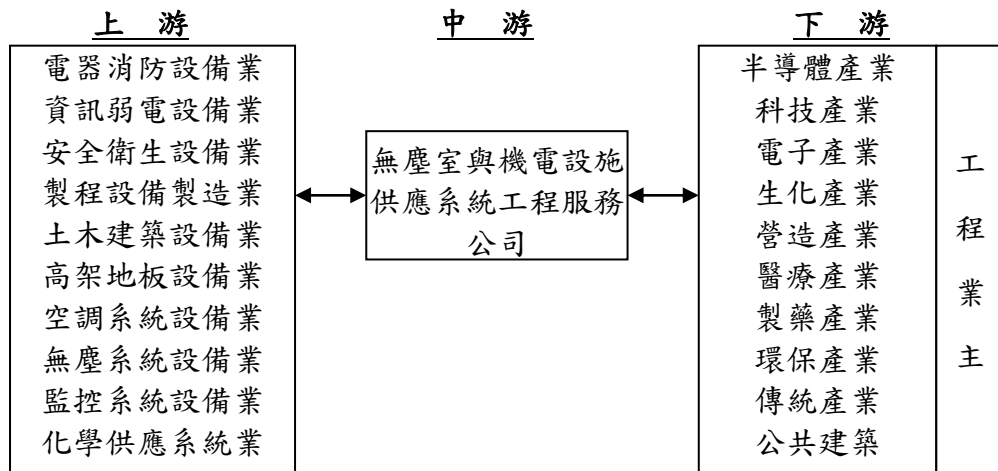 上 游
電器消防設備業
資訊弱電設備業
安全衛生設備業
製程設備製造業
土木建築設備業
高架地板設備業
空調系統設備業
無塵系統設備業
監控系統設備業
化學供應系統業
中 游
無塵室與機電設施
供應系統工程服務
公司
下 游
半導體產業
科技產業
電子產業
生化產業
營造產業
醫療產業
製藥產業
環保產業
傳統產業
公共建築
工
程
業
主